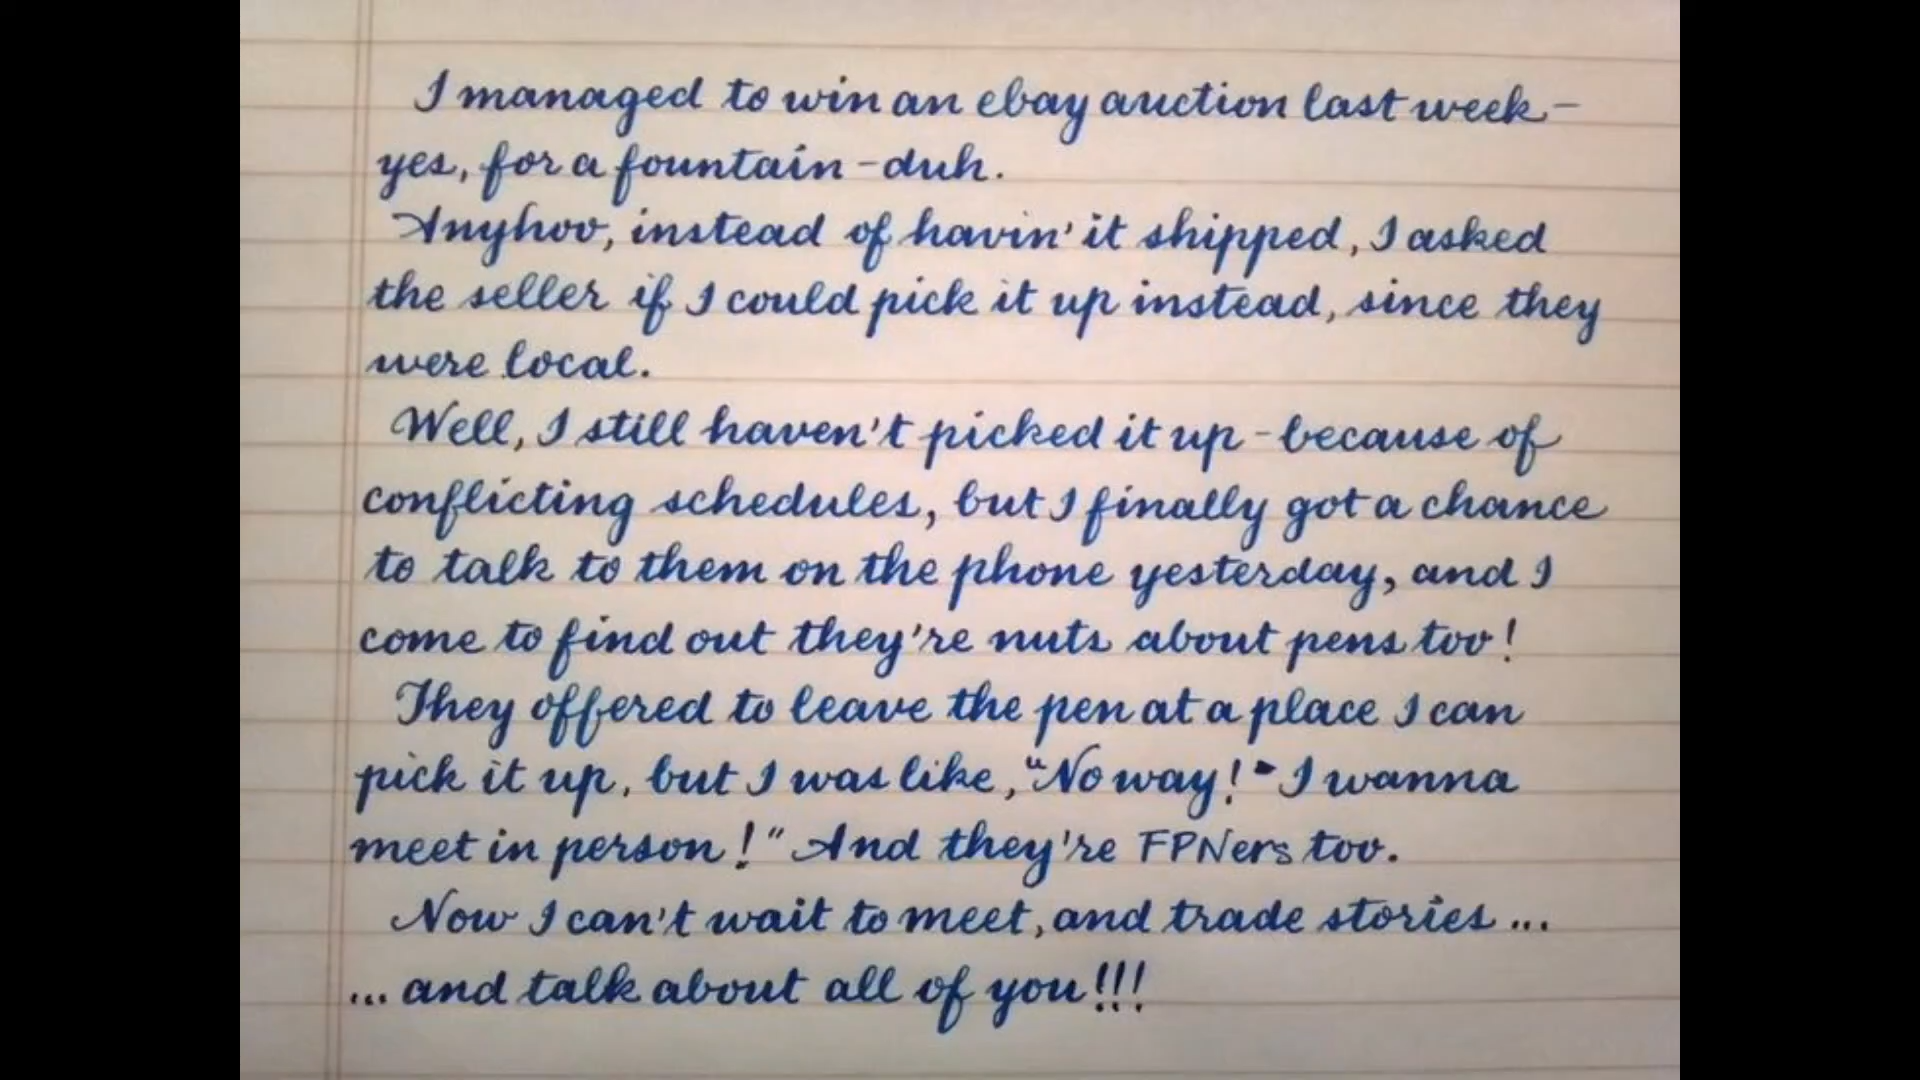 I managed to win an ebay auction last week –
yes, for a fountain – duh.
Anyhoo, instead of havin' it shipped, I asked
the seller if I could pick it up instead, since they
were local.
Well, I still haven't picked it up - because of
conflicting schedules, but I finally got a chance
to talk to them on the phone yesterday, and I
come to find out they're nuts about pens too!
They offered to leave the pen at a place I can
pick it up, but I was like, "No way! - I wanna
meet in person!" And they're FPNers too.
Now I can't wait to meet, and trade stories ...
... and talk about all of you!!!